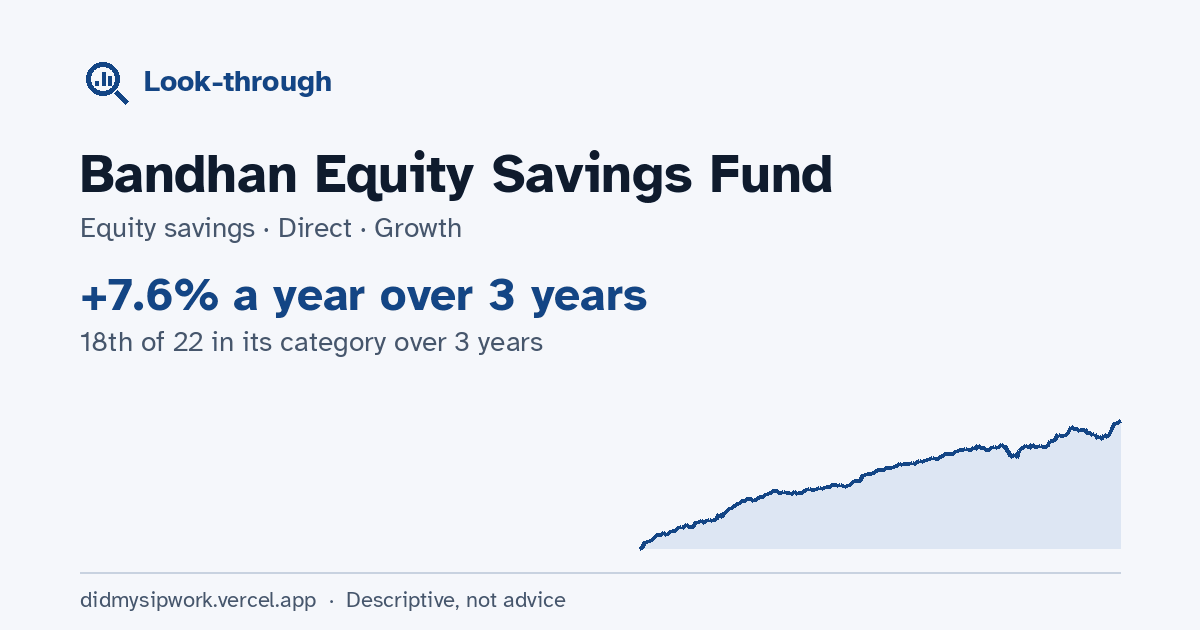 Look-through
Bandhan Equity Savings Fund
Equity savings · Direct · Growth
+7.6% a year over 3 years
18th of 22 in its category over 3 years
didmysipwork.vercel.app · Descriptive, not advice